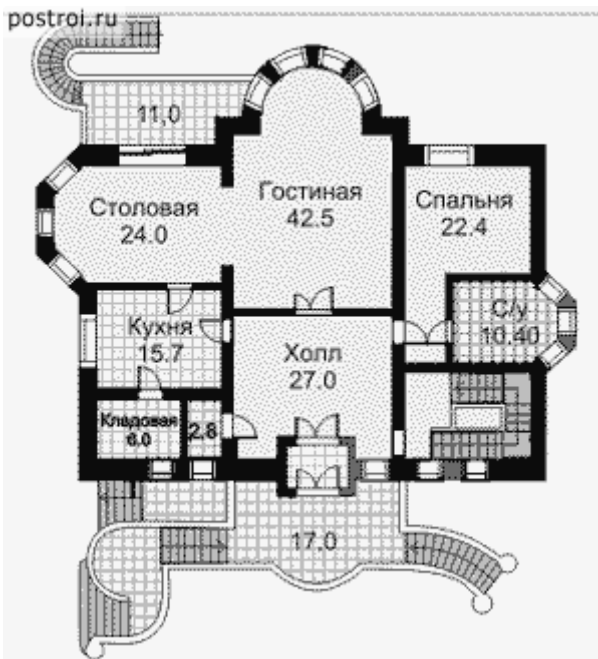 postroi.ru
11,0
Гостиная
42.5
Столовая
24.0
Спальня
22.4
С/у
10.40
Кухня
15.7
Холл
27.0
Кладовая
6.0
2.8
17.0